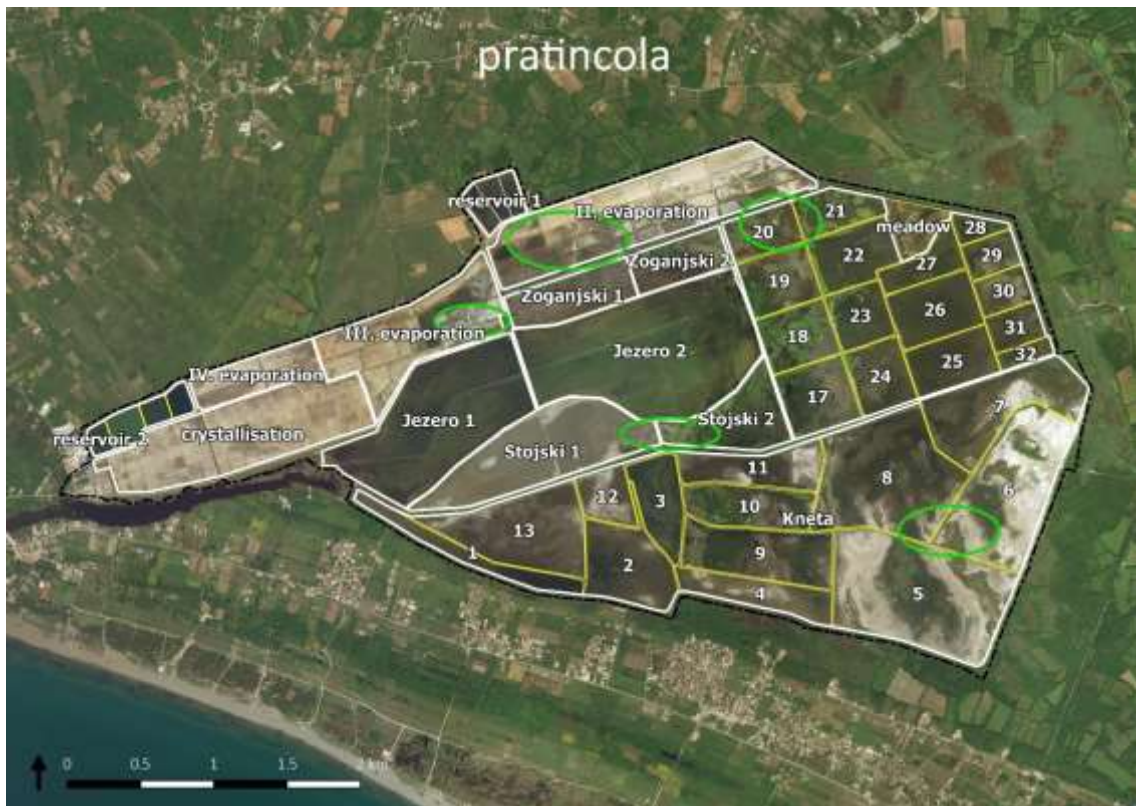 pratincola
reservoir 1
II. evaporation
20
21
meadow
28
Zoganjski 2
22
27
29
Zoganjski 1
19
30
III. evaporation
Jezero 2
18
23
26
31
32
IV. evaporation
25
17
24
reservoir 2
crystallisation
Jezero 1
Stojski 2
7
Stojski 1
11
8
6
12
3
10
Kneta
13
1
2
9
4
5
0 0.5 1 1.5 2 km